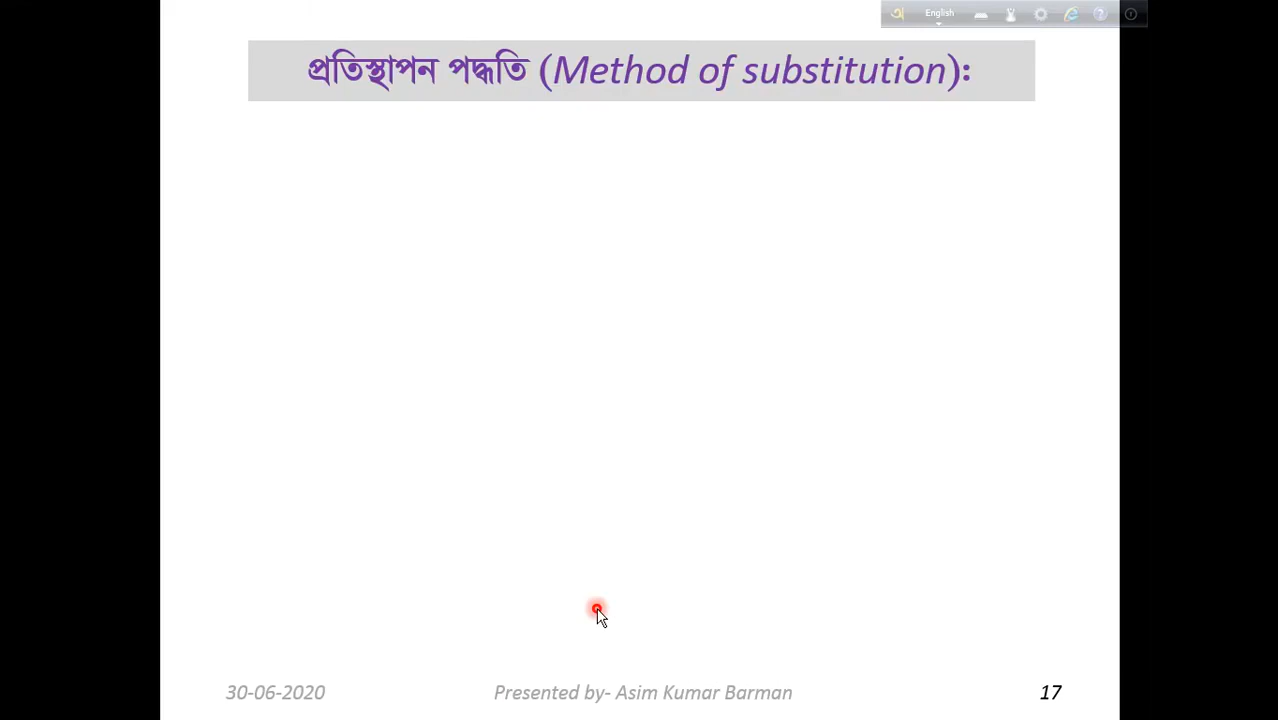 English
প্রতিস্থাপন পদ্ধতি (Method of substitution):
30-06-2020 Presented by- Asim Kumar Barman 17